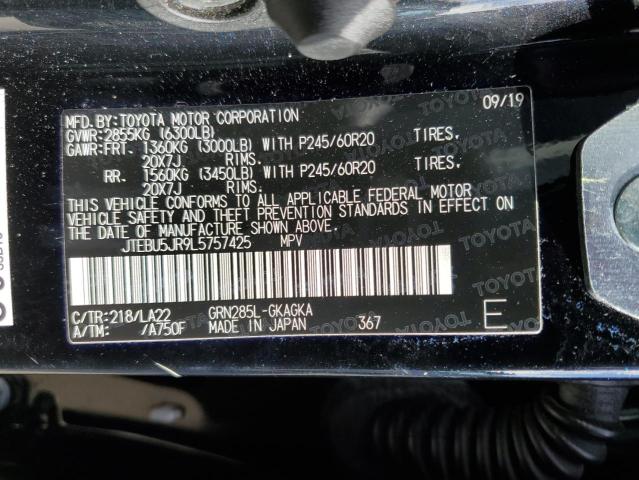 MFD.BY:TOYOTA MOTOR CORPORATION 09/19
GVWR:2855KG (6300LB)
GAWR:FRT. 1360KG (3000LB) WITH P245/60R20 TIRES.
20X7J RIMS.
RR. 1560KG (3450LB) WITH P245/60R20 TIRES.
20X7J RIMS.
THIS VEHICLE CONFORMS TO ALL APPLICABLE FEDERAL MOTOR
VEHICLE SAFETY AND THEFT PREVENTION STANDARDS IN EFFECT ON
THE DATE OF MANUFACTURE SHOWN ABOVE.
JTEBU5JR9L5757425 MPV
C/TR:218/LA22 GRN285L-GKAGKA
A/TM: /A750F MADE IN JAPAN 367 E